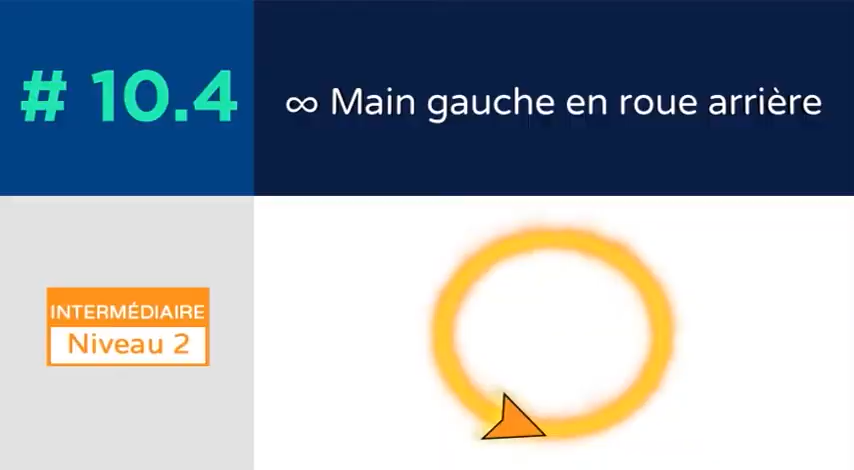 # 10.4
∞ Main gauche en roue arrière
INTERMÉDIAIRE
Niveau 2